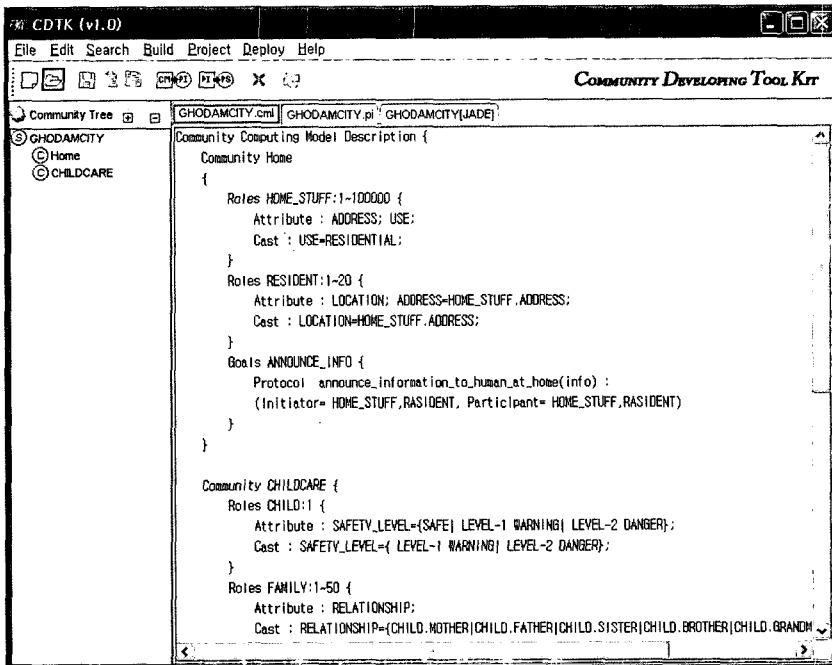 CDTK (v1.0)
File Edit Search Build Project Deploy Help
CM PI PI PS X
COMMUNITY DEVELOPING TOOL KIT
Community Tree
GHODAMCITY.cml GHODAMCITY.pi GHODAMCITY[JADE]
S GHODAMCITY
C Home
C CHILDCARE
Community Computing Model Description {
Community Home
{
Roles HOME_STUFF:1~100000 {
Attribute : ADDRESS; USE;
Cast : USE=RESIDENTIAL;
}
Roles RESIDENT:1~20 {
Attribute : LOCATION; ADDRESS=HOME_STUFF.ADDRESS;
Cast : LOCATION=HOME_STUFF.ADDRESS;
}
Goals ANNOUNCE_INFO {
Protocol announce_information_to_human_at_home(info) :
(Initiator= HOME_STUFF,RASIDENT, Participant= HOME_STUFF,RASIDENT)
}
}
Community CHILDCARE {
Roles CHILD:1 {
Attribute : SAFETY_LEVEL={SAFE| LEVEL-1 WARNING| LEVEL-2 DANGER};
Cast : SAFETY_LEVEL={ LEVEL-1 WARNING| LEVEL-2 DANGER};
}
Roles FAMILY:1~50 {
Attribute : RELATIONSHIP;
Cast : RELATIONSHIP={CHILD.MOTHER|CHILD.FATHER|CHILD.SISTER|CHILD.BROTHER|CHILD.GRANDM